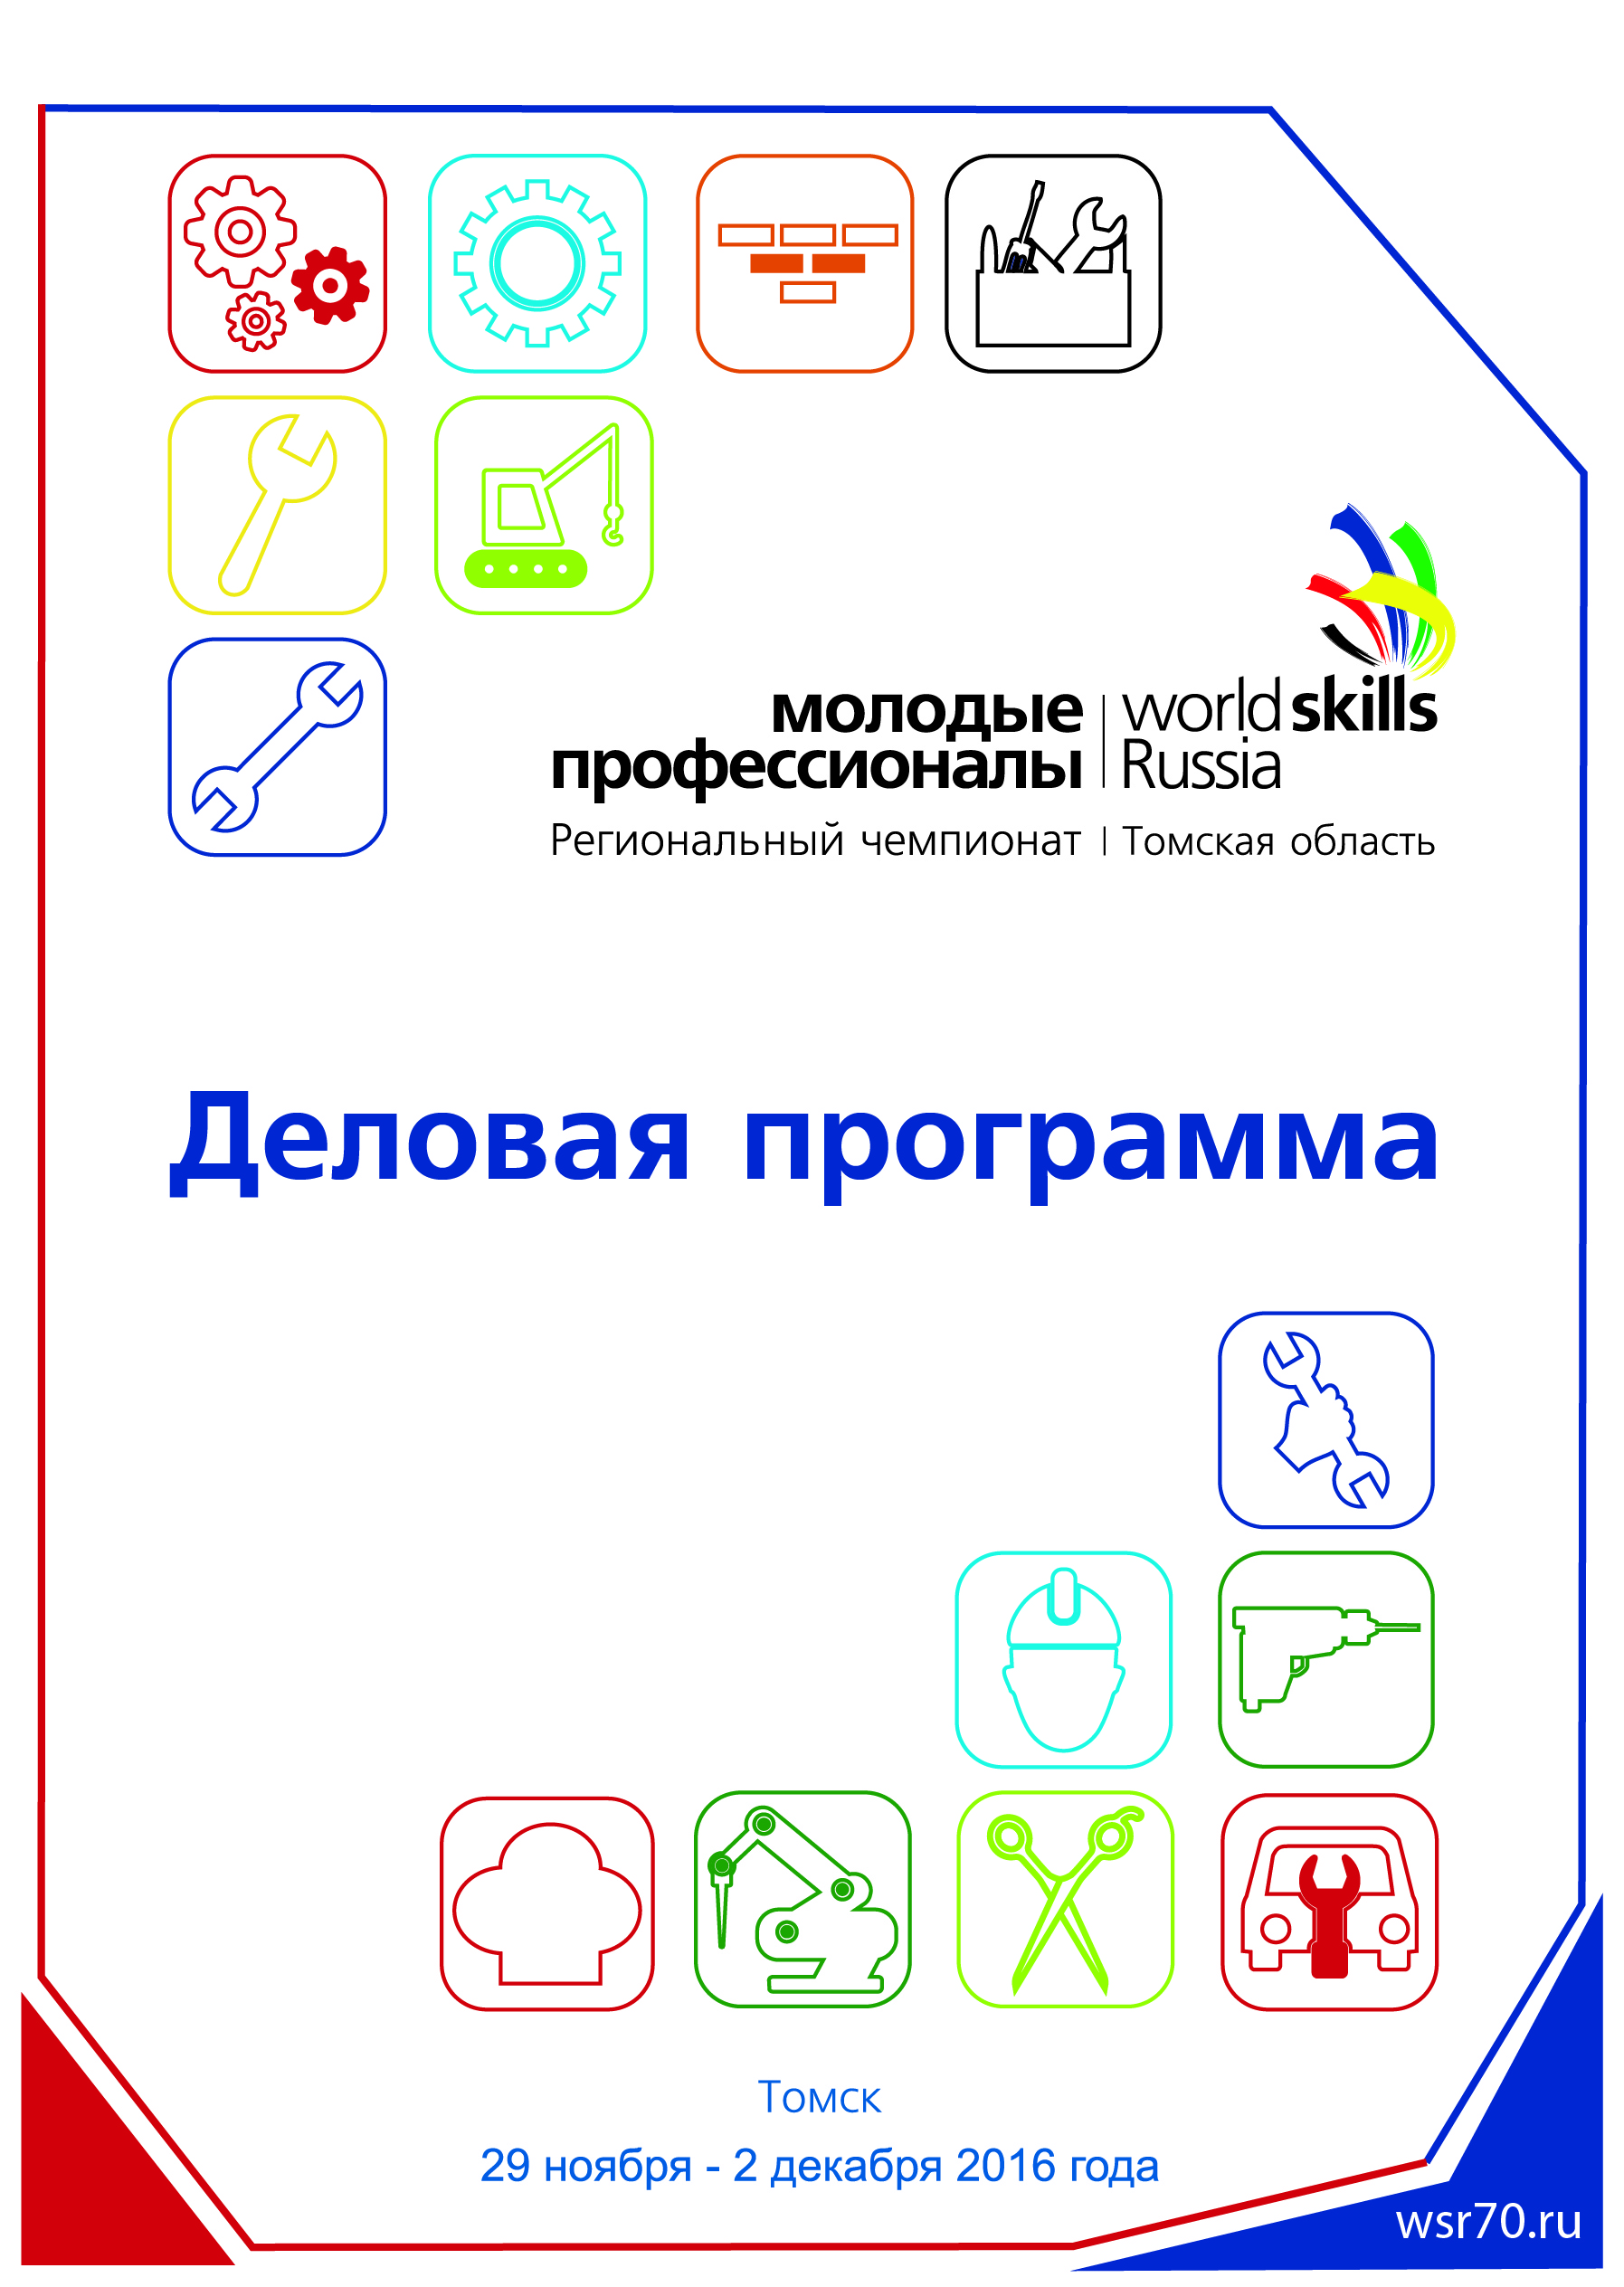 молодые
профессионалы
world skills
Russia
Региональный чемпионат | Томская область
Деловая программа
Томск
29 ноября - 2 декабря 2016 года
wsr70.ru